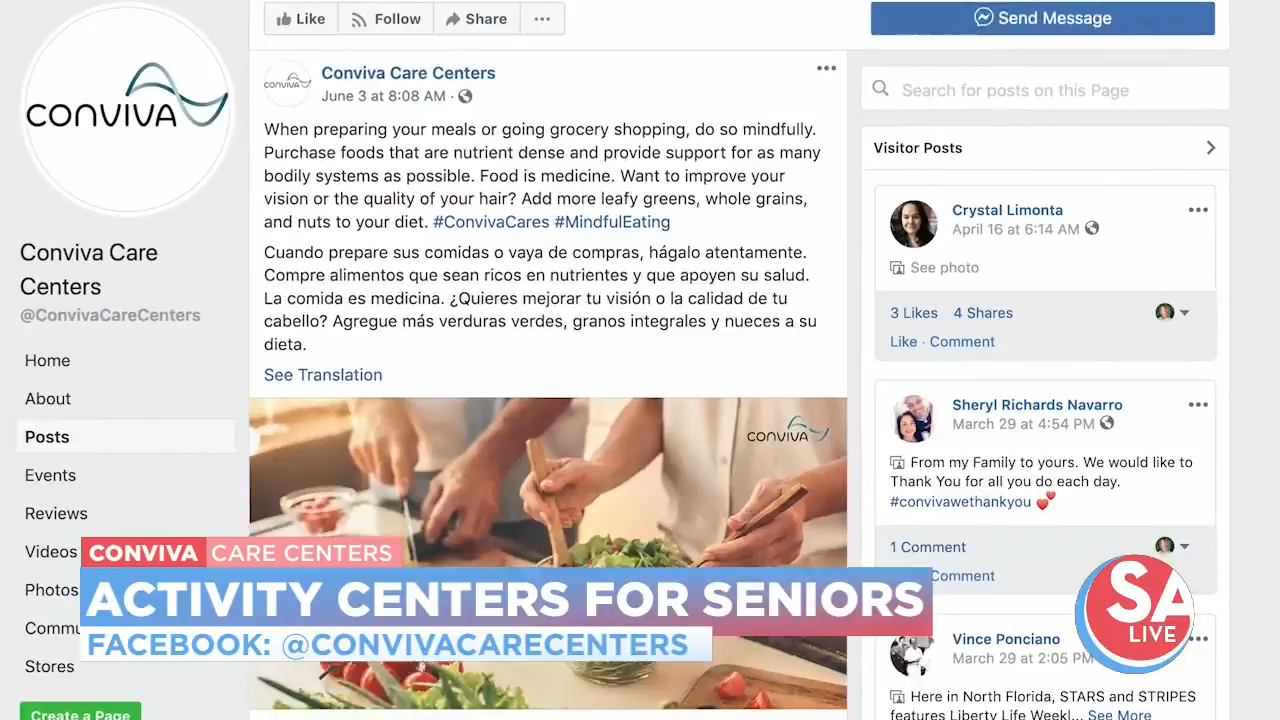 CONVIVA
Conviva Care
Centers
@ConvivaCareCenters
Home
About
Posts
Events
Reviews
Videos
Photos
Commu
Stores
Create a Page
Like
Follow
Share
Conviva Care Centers
June 3 at 8:08 AM ·
When preparing your meals or going grocery shopping, do so mindfully.
Purchase foods that are nutrient dense and provide support for as many
bodily systems as possible. Food is medicine. Want to improve your
vision or the quality of your hair? Add more leafy greens, whole grains,
and nuts to your diet. #ConvivaCares #MindfulEating
Cuando prepare sus comidas o vaya de compras, hágalo atentamente.
Compre alimentos que sean ricos en nutrientes y que apoyen su salud.
La comida es medicina. ¿Quieres mejorar tu visión o la calidad de tu
cabello? Agregue más verduras verdes, granos integrales y nueces a su
dieta.
See Translation
CONVIVA
Send Message
Search for posts on this Page
Visitor Posts
Crystal Limonta
April 16 at 6:14 AM
See photo
3 Likes 4 Shares
Like · Comment
Sheryl Richards Navarro
March 29 at 4:54 PM
From my Family to yours. We would like to
Thank You for all you do each day.
#convivawethankyou
1 Comment
Comment
Vince Ponciano
March 29 at 2:05 PM
Here in North Florida, STARS and STRIPES
features Liberty Life Weekl... See More
CONVIVA CARE CENTERS
ACTIVITY CENTERS FOR SENIORS
FACEBOOK: @CONVIVACARECENTERS
SA
LIVE